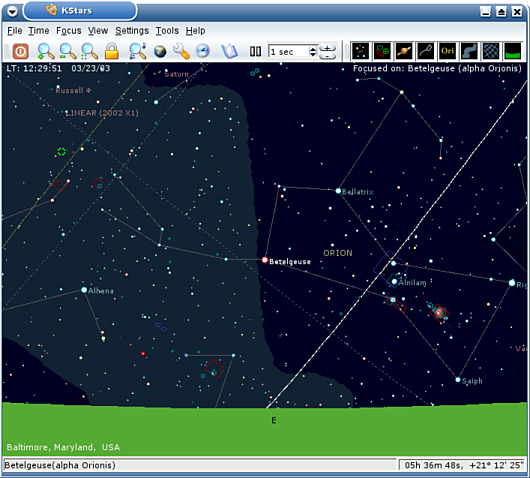 KStars
File Time Focus View Settings Tools Help
1 sec
Ori
LT: 12:29:51 03/23/03
Focused on: Betelgeuse (alpha Orionis)
Saturn
Russell 4
LINEAR (2002 X1)
Bellatrix
ORION
Betelgeuse
Alnilam
Alhena
Rig
Va
Saiph
E
Baltimore, Maryland, USA
Betelgeuse(alpha Orionis)
05h 36m 48s, +21° 12' 25"